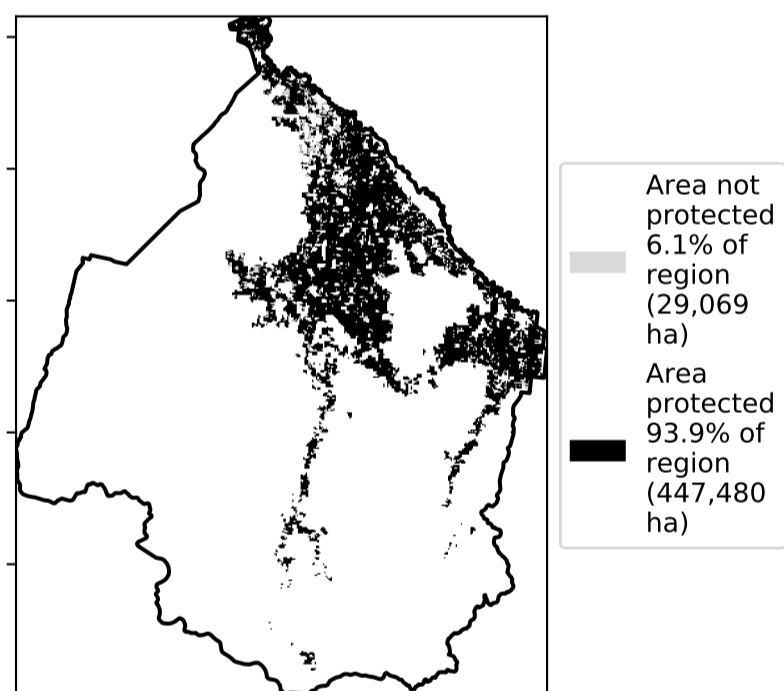 Area not
protected
6.1% of
region
(29,069
ha)
Area
protected
93.9% of
region
(447,480
ha)